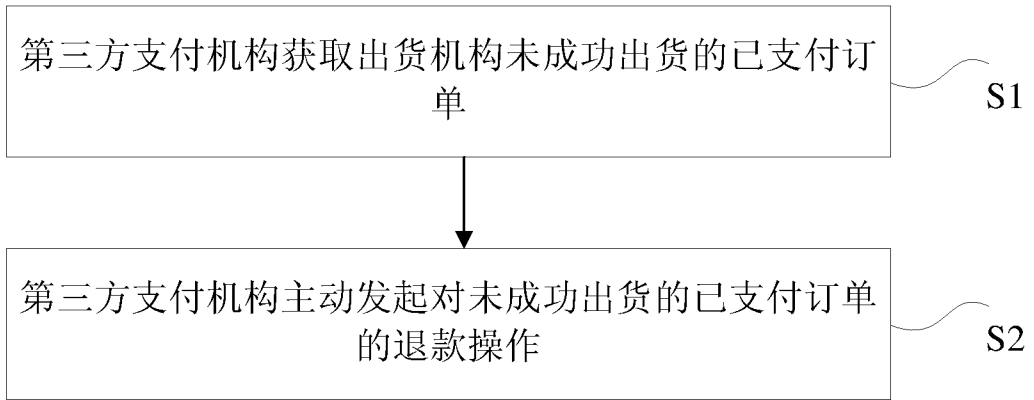 第三方支付机构获取出货机构未成功出货的已支付订
单
S1
第三方支付机构主动发起对未成功出货的已支付订单
的退款操作
S2